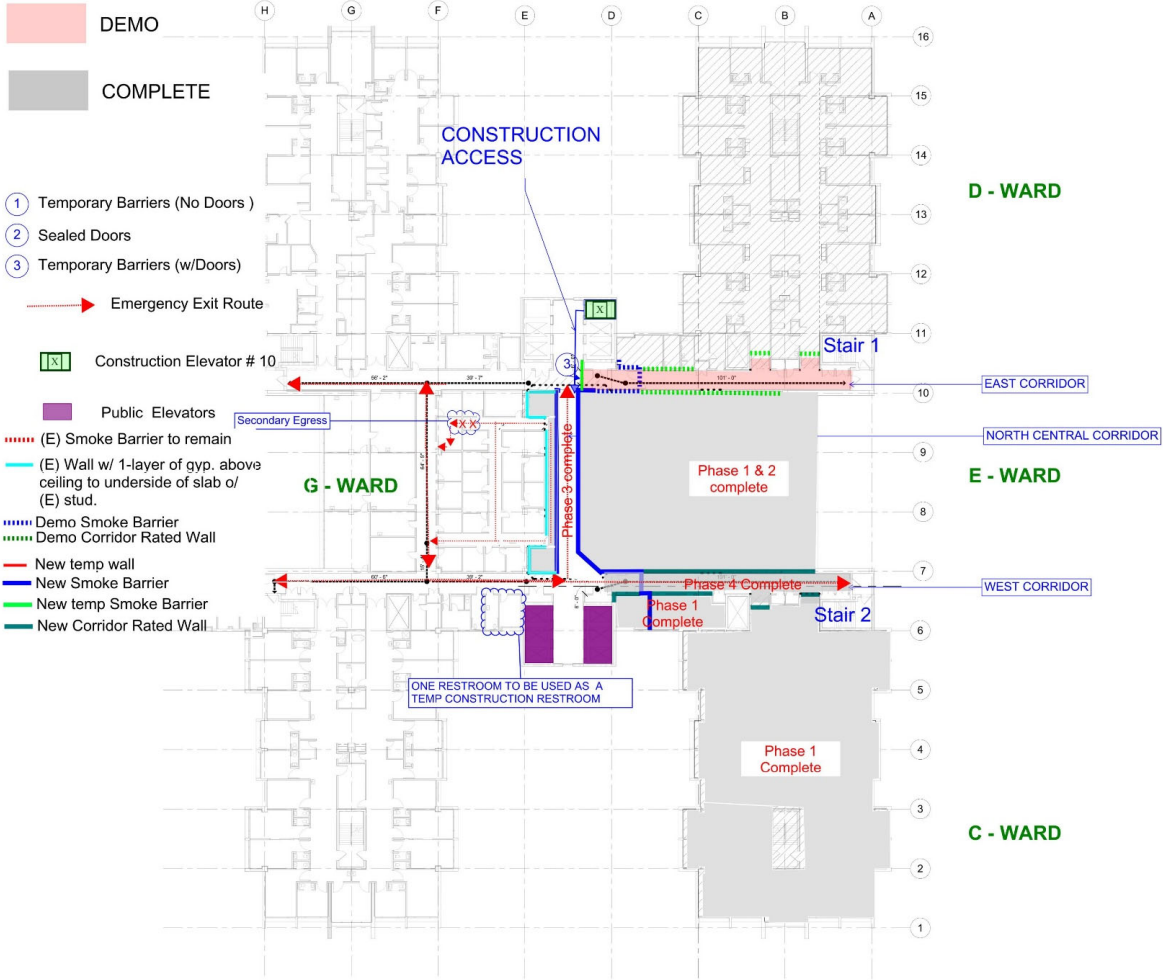 H G F E D C B A
DEMO
COMPLETE
16
15
14
13
12
11
10
9
8
7
6
5
4
3
2
1
CONSTRUCTION
ACCESS
1 Temporary Barriers (No Doors )
2 Sealed Doors
3 Temporary Barriers (w/Doors)
Emergency Exit Route
X Construction Elevator # 10
Public Elevators
(E) Smoke Barrier to remain
(E) Wall w/ 1-layer of gyp. above
ceiling to underside of slab o/
(E) stud.
Demo Smoke Barrier
Demo Corridor Rated Wall
New temp wall
New Smoke Barrier
New temp Smoke Barrier
New Corridor Rated Wall
D - WARD
X
3
Stair 1
EAST CORRIDOR
101' - 0"
39' - 7"
Secondary Egress
X X
NORTH CENTRAL CORRIDOR
Phase 3 complete
Phase 1 & 2
complete
G - WARD
E - WARD
Phase 4 Complete
WEST CORRIDOR
Phase 1
Complete
Stair 2
ONE RESTROOM TO BE USED AS A
TEMP CONSTRUCTION RESTROOM
Phase 1
Complete
C - WARD